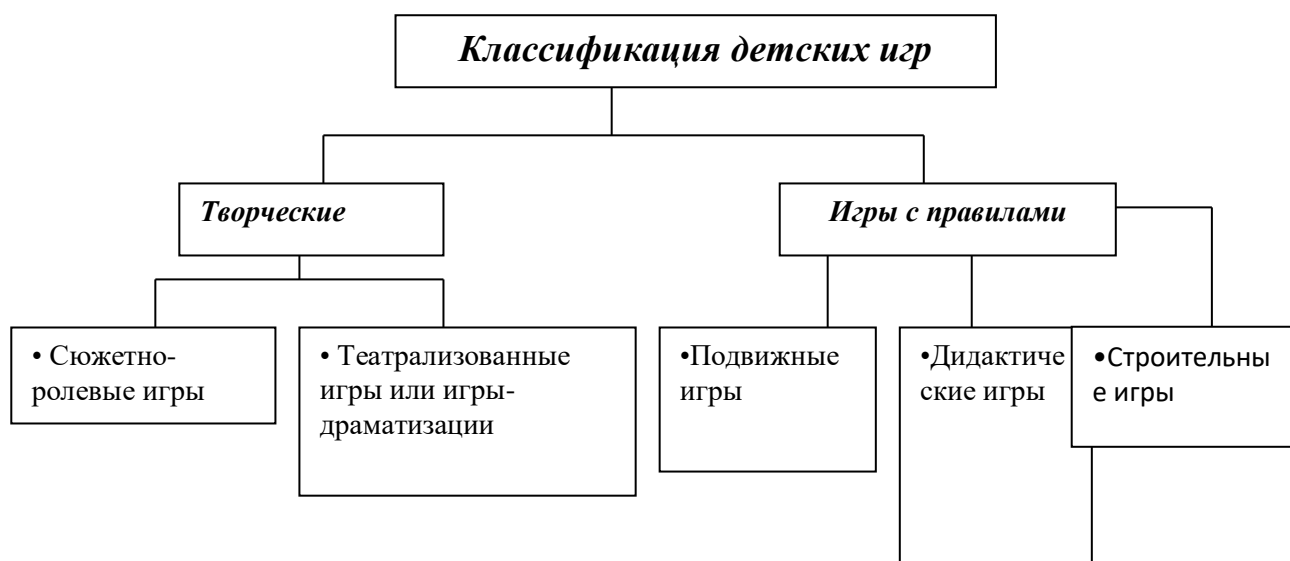 Классификация детских игр
Творческие
Игры с правилами
• Сюжетно-
ролевые игры
• Театрализованные
игры или игры-
драматизации
•Подвижные
игры
•Дидактиче
ские игры
•Строительны
е игры